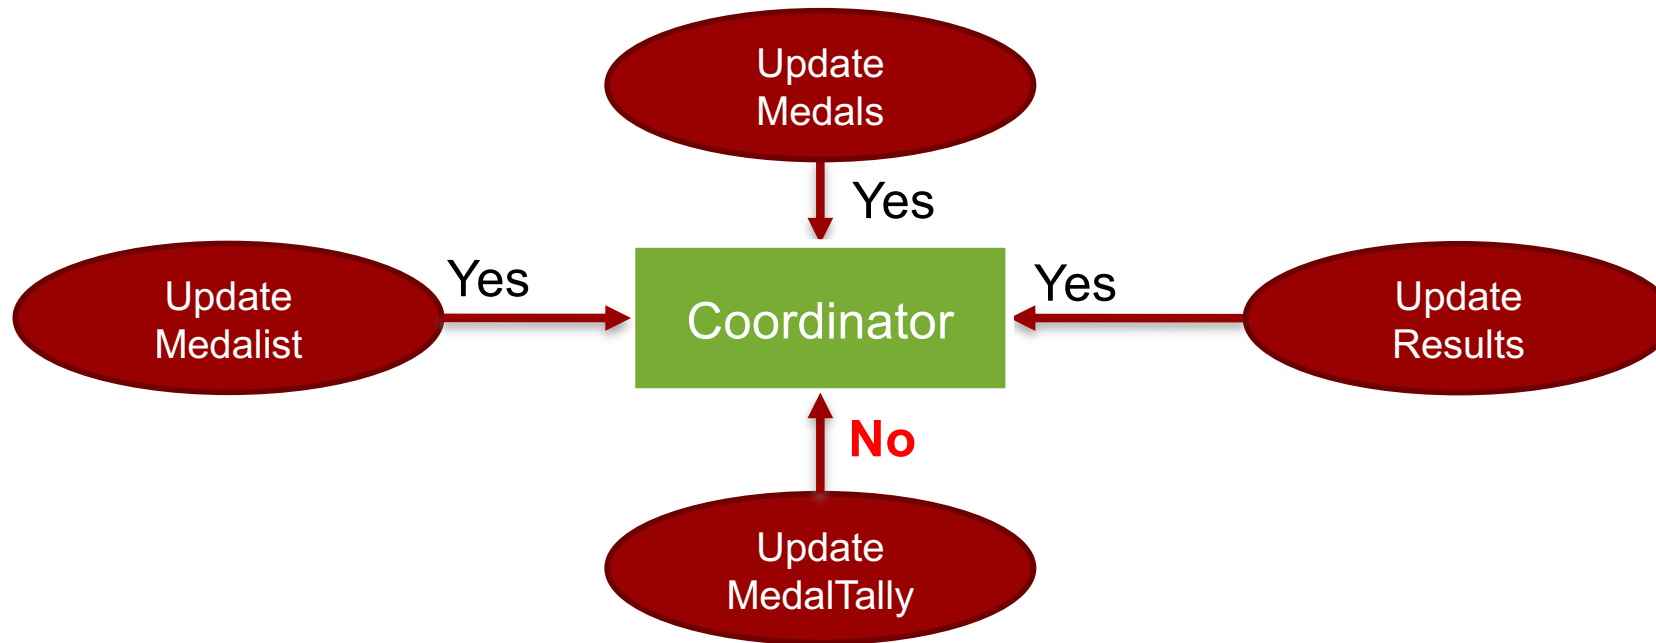 Update
Medals
Yes
Update
Medalist
Yes
Coordinator
Yes
Update
Results
No
Update
MedalTally